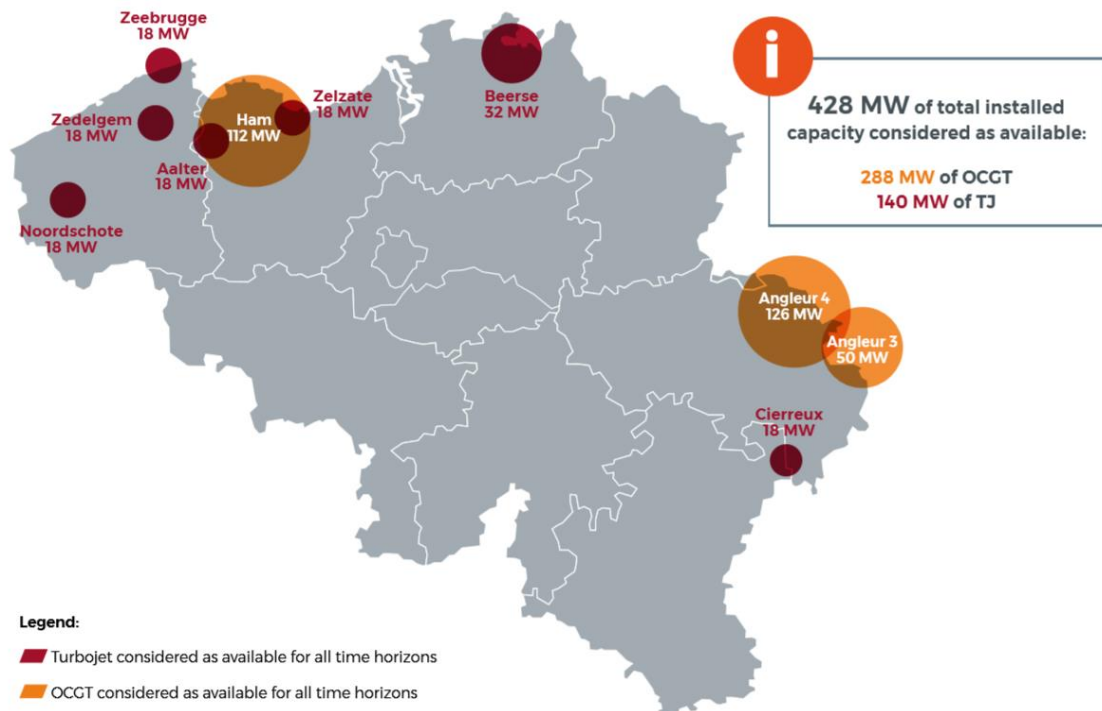 Zeebrugge
18 MW
Zedelgem
18 MW
Aalter
18 MW
Noordschote
18 MW
Ham
112 MW
Zelzate
18 MW
Beerse
32 MW
i
428 MW of total installed
capacity considered as available:
288 MW of OCGT
140 MW of TJ
Angleur 4
126 MW
Angleur 3
50 MW
Cierreux
18 MW
Legend:
Turbojet considered as available for all time horizons
OCGT considered as available for all time horizons